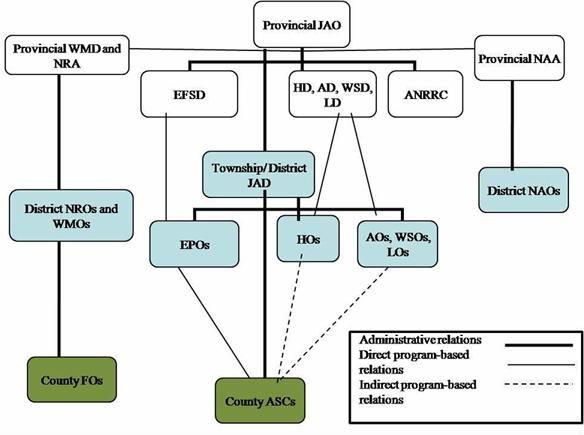 Provincial JAO
Provincial WMD and
NRA
Provincial NAA
EFSD
HD, AD, WSD,
LD
ANRRC
Township/ District
JAD
District NROs and
WMOs
District NAOs
EPOs
HOs
AOs, WSOs,
LOs
County FOs
County ASCs
Administrative relations
Direct program-based
relations
Indirect program-based
relations